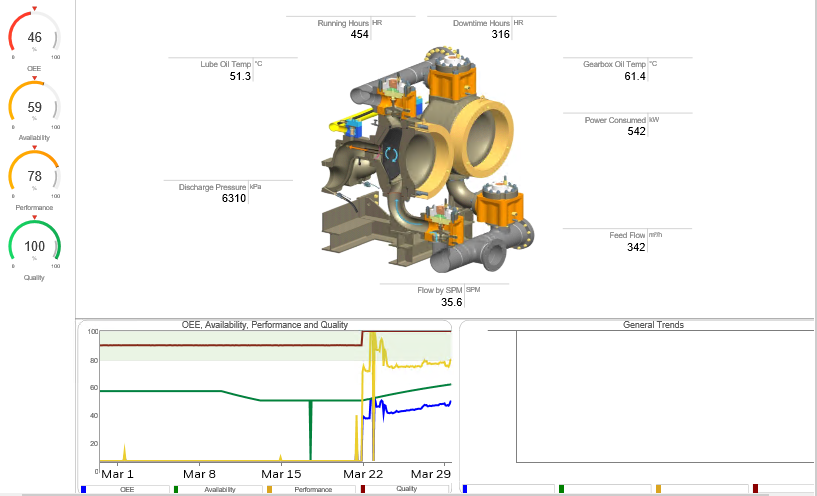 46
%
0 100
OEE
59
%
0 100
Availability
78
%
0 100
Performance
100
%
0 100
Quality
Running Hours HR
454
Downtime Hours HR
316
Lube Oil Temp °C
51.3
Gearbox Oil Temp °C
61.4
Power Consumed kW
542
Discharge Pressure kPa
6310
Feed Flow m³/h
342
Flow by SPM SPM
35.6
OEE, Availability, Performance and Quality
100
80
60
40
20
0
Mar 1 Mar 8 Mar 15 Mar 22 Mar 29
OEE Availability Performance Quality
General Trends